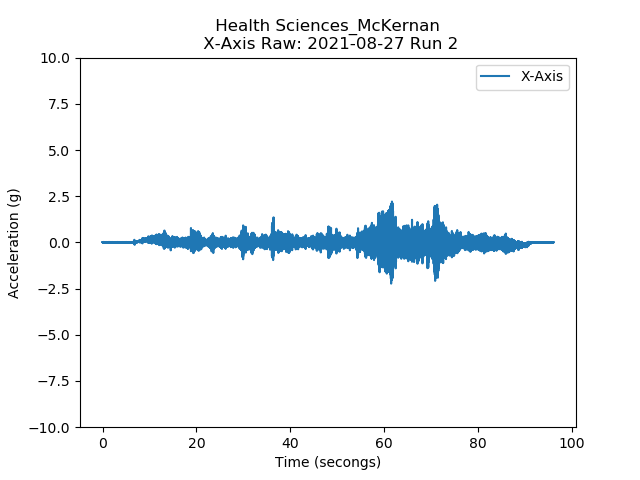 Health Sciences_McKernan
X-Axis Raw: 2021-08-27 Run 2
X-Axis
10.0
7.5
5.0
2.5
0.0
−2.5
−5.0
−7.5
−10.0
Acceleration (g)
0 20 40 60 80 100
Time (secongs)